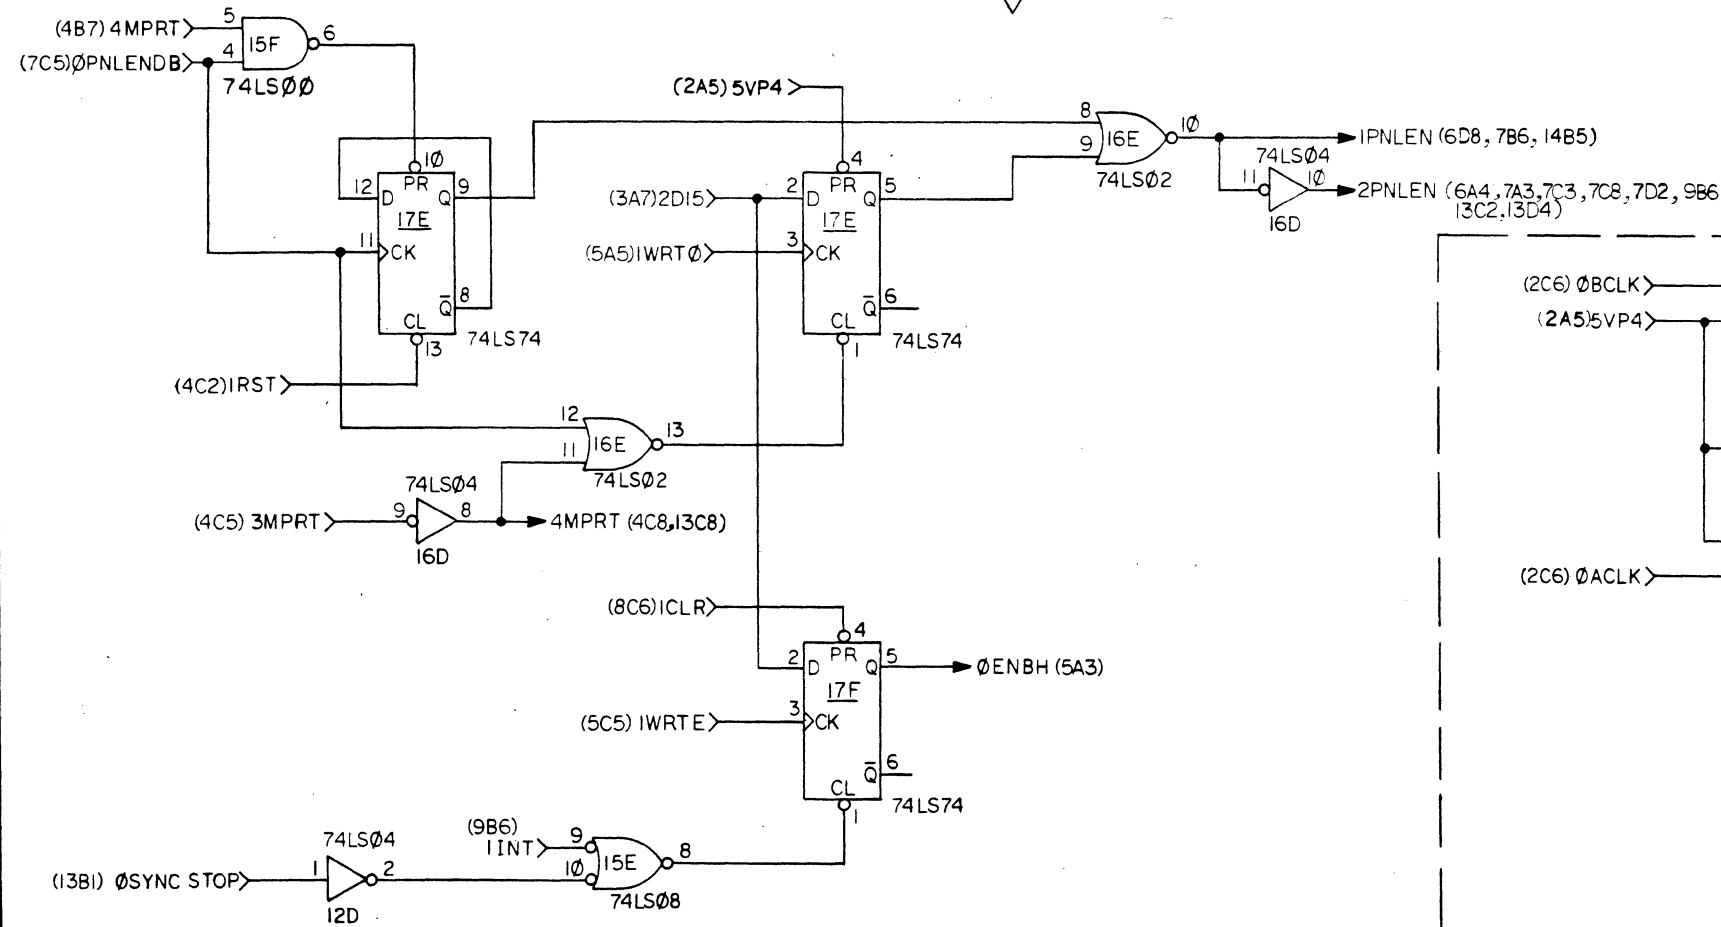 (4B7) 4MPRT
5
(7C5)ØPNLENDB
4
15F
6
74LSØØ
(2A5) 5VP4
1Ø
PR
12
D
Q
9
17E
11
CK
Q̅
8
CL
13
74LS74
(4C2)1RST
4
PR
(3A7)2D15
2
D
Q
5
17E
(5A5)1WRTØ
3
CK
Q̅
6
CL
1
74LS74
8
9
16E
1Ø
74LSØ2
1PNLEN (6D8, 7B6, 14B5)
74LSØ4
11
1Ø
16D
2PNLEN (6A4,7A3,7C3,7C8,7D2, 9B6
13C2,13D4)
(2C6) ØBCLK
(2A5)5VP4
(2C6) ØACLK
12
11
16E
13
74LSØ2
74LSØ4
(4C5) 3MPRT
9
8
16D
4MPRT (4C8,13C8)
(8C6)1CLR
4
PR
2
D
Q
5
17F
ØENBH (5A3)
(5C5) 1WRTE
3
CK
Q̅
6
CL
1
74LS74
(9B6)
1INT
9
1Ø
15E
8
74LSØ8
74LSØ4
(13B1) ØSYNC STOP
1
2
12D